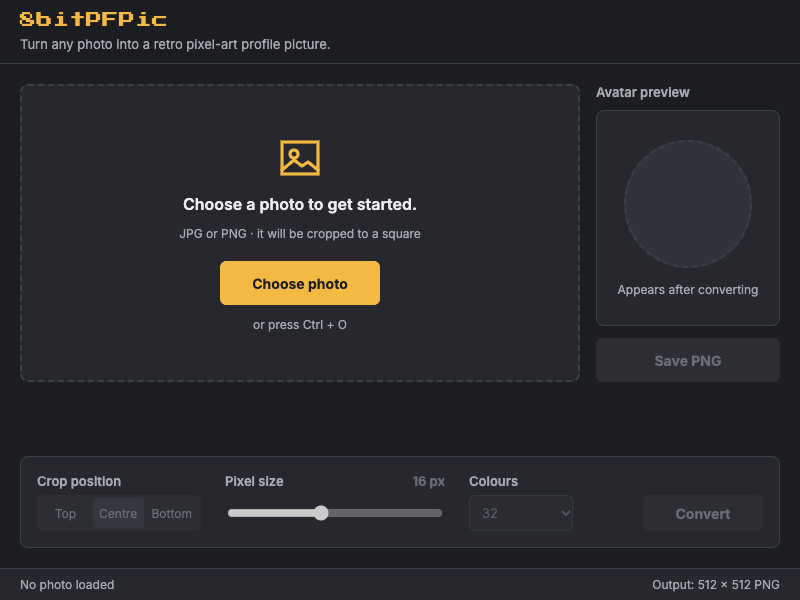 8bitPFPic
Turn any photo into a retro pixel-art profile picture.
Choose a photo to get started.
JPG or PNG · it will be cropped to a square
Choose photo
or press Ctrl + O
Avatar preview
Appears after converting
Save PNG
Crop position
Top Centre Bottom
Pixel size 16 px
Colours
32
Convert
No photo loaded
Output: 512 × 512 PNG